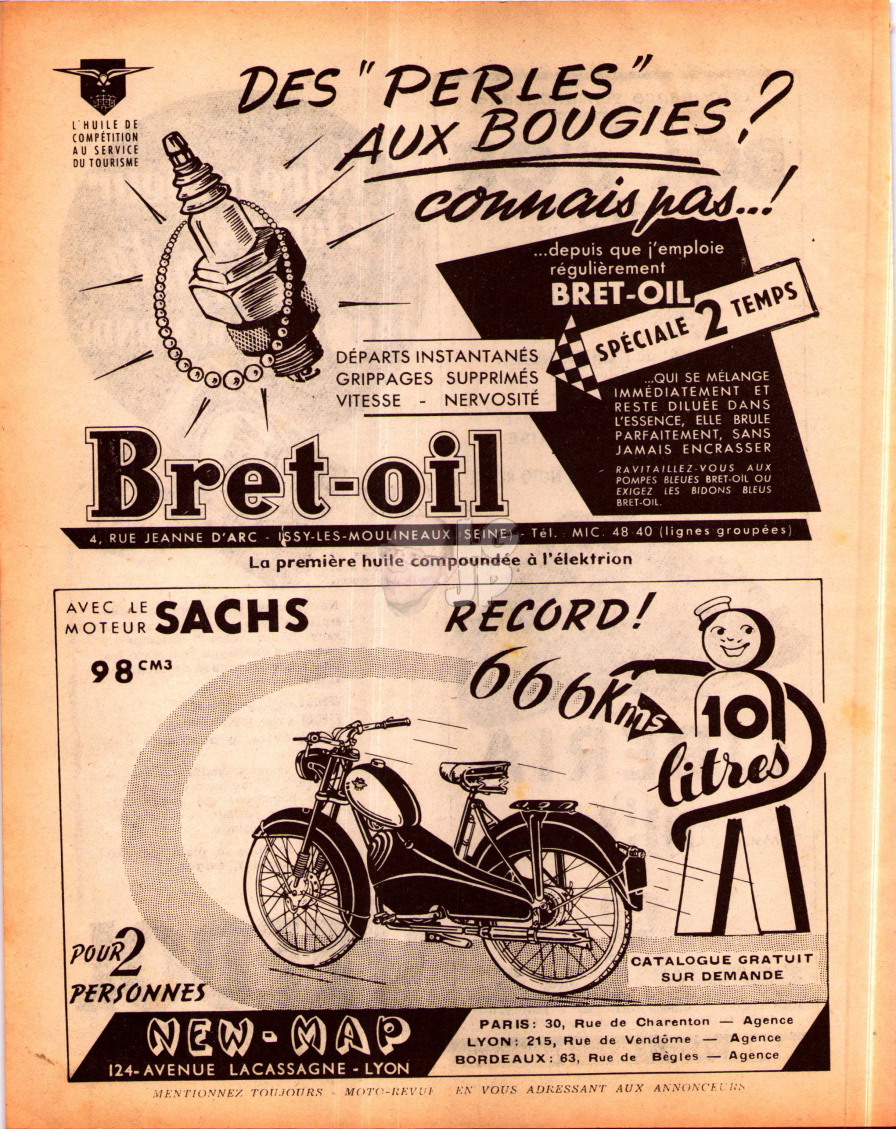 DES "PERLES"
AUX BOUGIES ?
connais pas...!
L'HUILE DE
COMPÉTITION
AU SERVICE
DU TOURISME
...depuis que j'emploie
régulièrement
BRET-OIL
SPÉCIALE 2 TEMPS
DÉPARTS INSTANTANÉS
GRIPPAGES SUPPRIMÉS
VITESSE - NERVOSITÉ
...QUI SE MÉLANGE
IMMÉDIATEMENT ET
RESTE DILUÉE DANS
L'ESSENCE, ELLE BRULE
PARFAITEMENT, SANS
JAMAIS ENCRASSER
RAVITAILLEZ-VOUS AUX
POMPES BLEUES BRET-OIL OU
EXIGEZ LES BIDONS BLEUS
BRET-OIL.
Bret-oil
4, RUE JEANNE D'ARC - ISSY-LES-MOULINEAUX (SEINE) - Tél. : MIC. 48 40 (lignes groupées)
La première huile compoundée à l'élektrion
AVEC LE
MOTEUR SACHS
98 CM3
RECORD!
666 Kms
10
litres
POUR 2
PERSONNES
CATALOGUE GRATUIT
SUR DEMANDE
NEW-MAP
124-AVENUE LACASSAGNE - LYON
PARIS : 30, Rue de Charenton — Agence
LYON : 215, Rue de Vendôme — Agence
BORDEAUX : 63, Rue de Bègles — Agence
MENTIONNEZ TOUJOURS - MOTO-REVUE EN VOUS ADRESSANT AUX ANNONCEURS